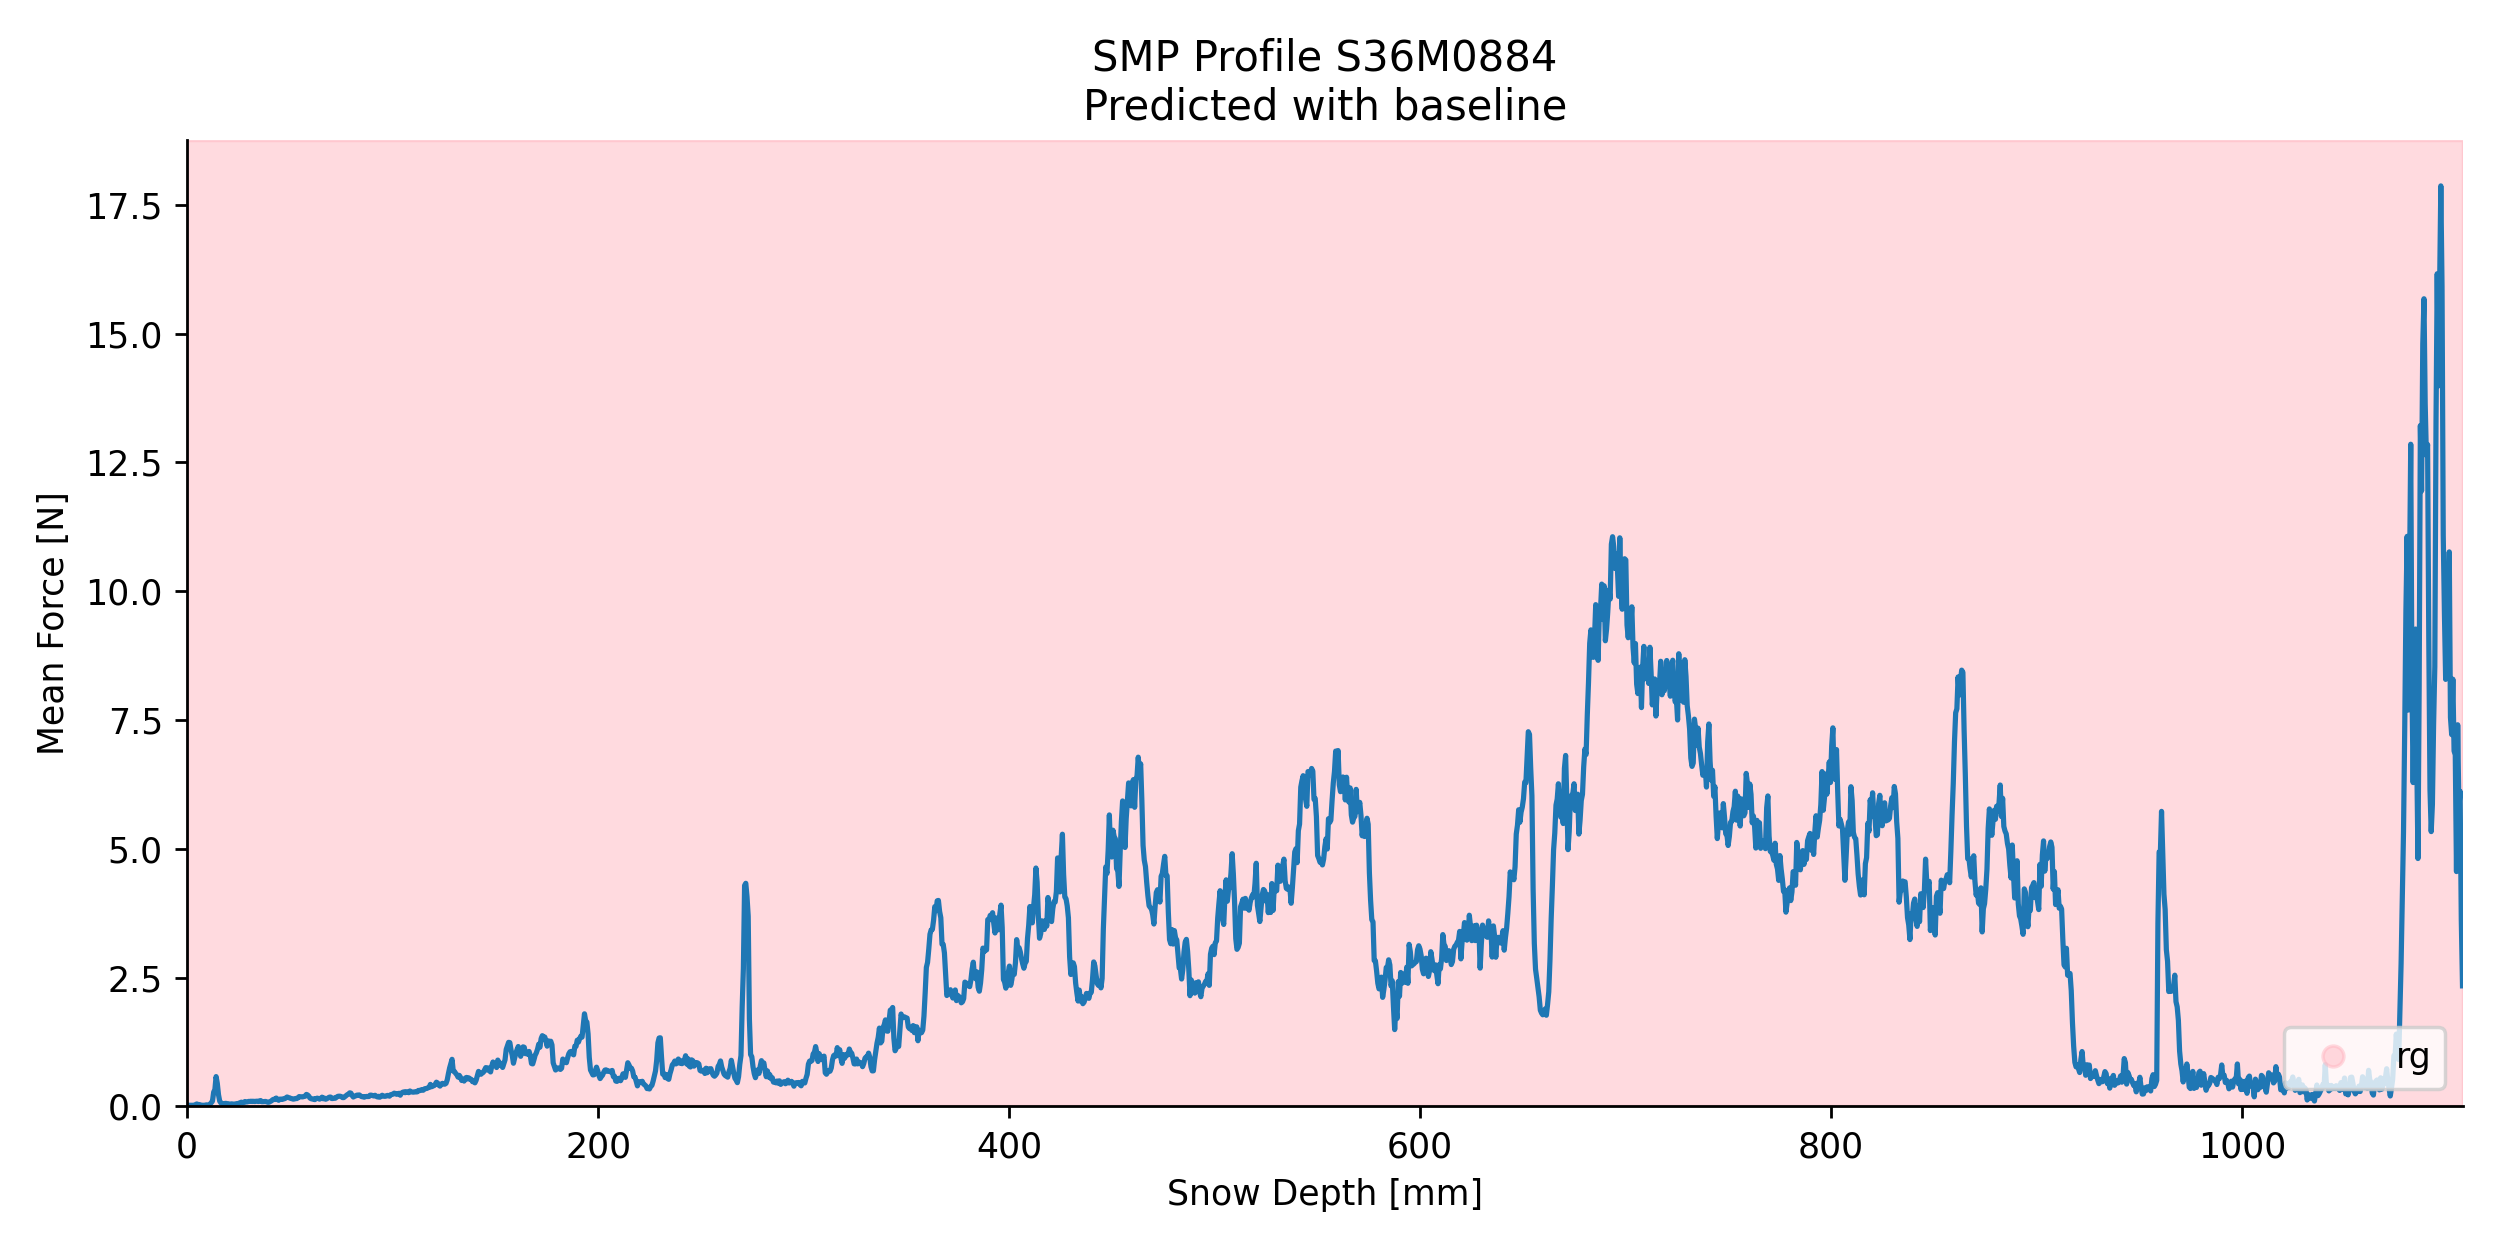 SMP Profile S36M0884
Predicted with baseline
17.5
15.0
12.5
10.0
7.5
5.0
2.5
0.0
Mean Force [N]
0 200 400 600 800 1000
Snow Depth [mm]
rg